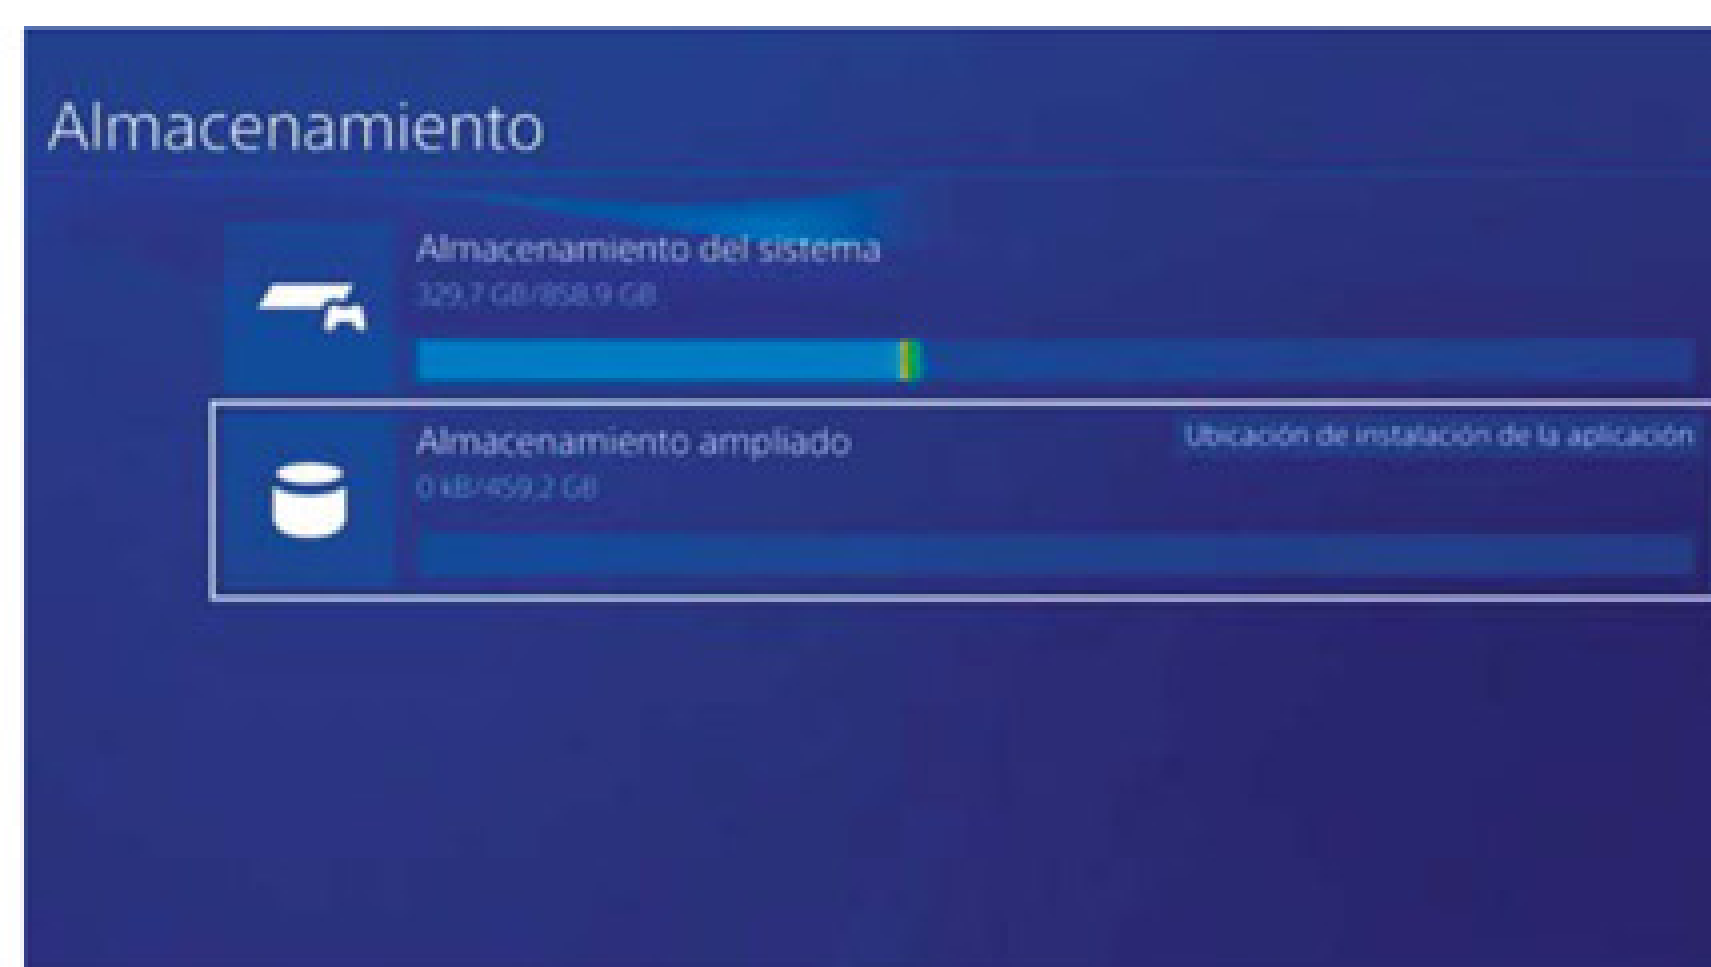 Almacenamiento
Almacenamiento del sistema
329,7 GB/858,9 GB
Almacenamiento ampliado
Ubicación de instalación de la aplicación
0 kB/459,2 GB